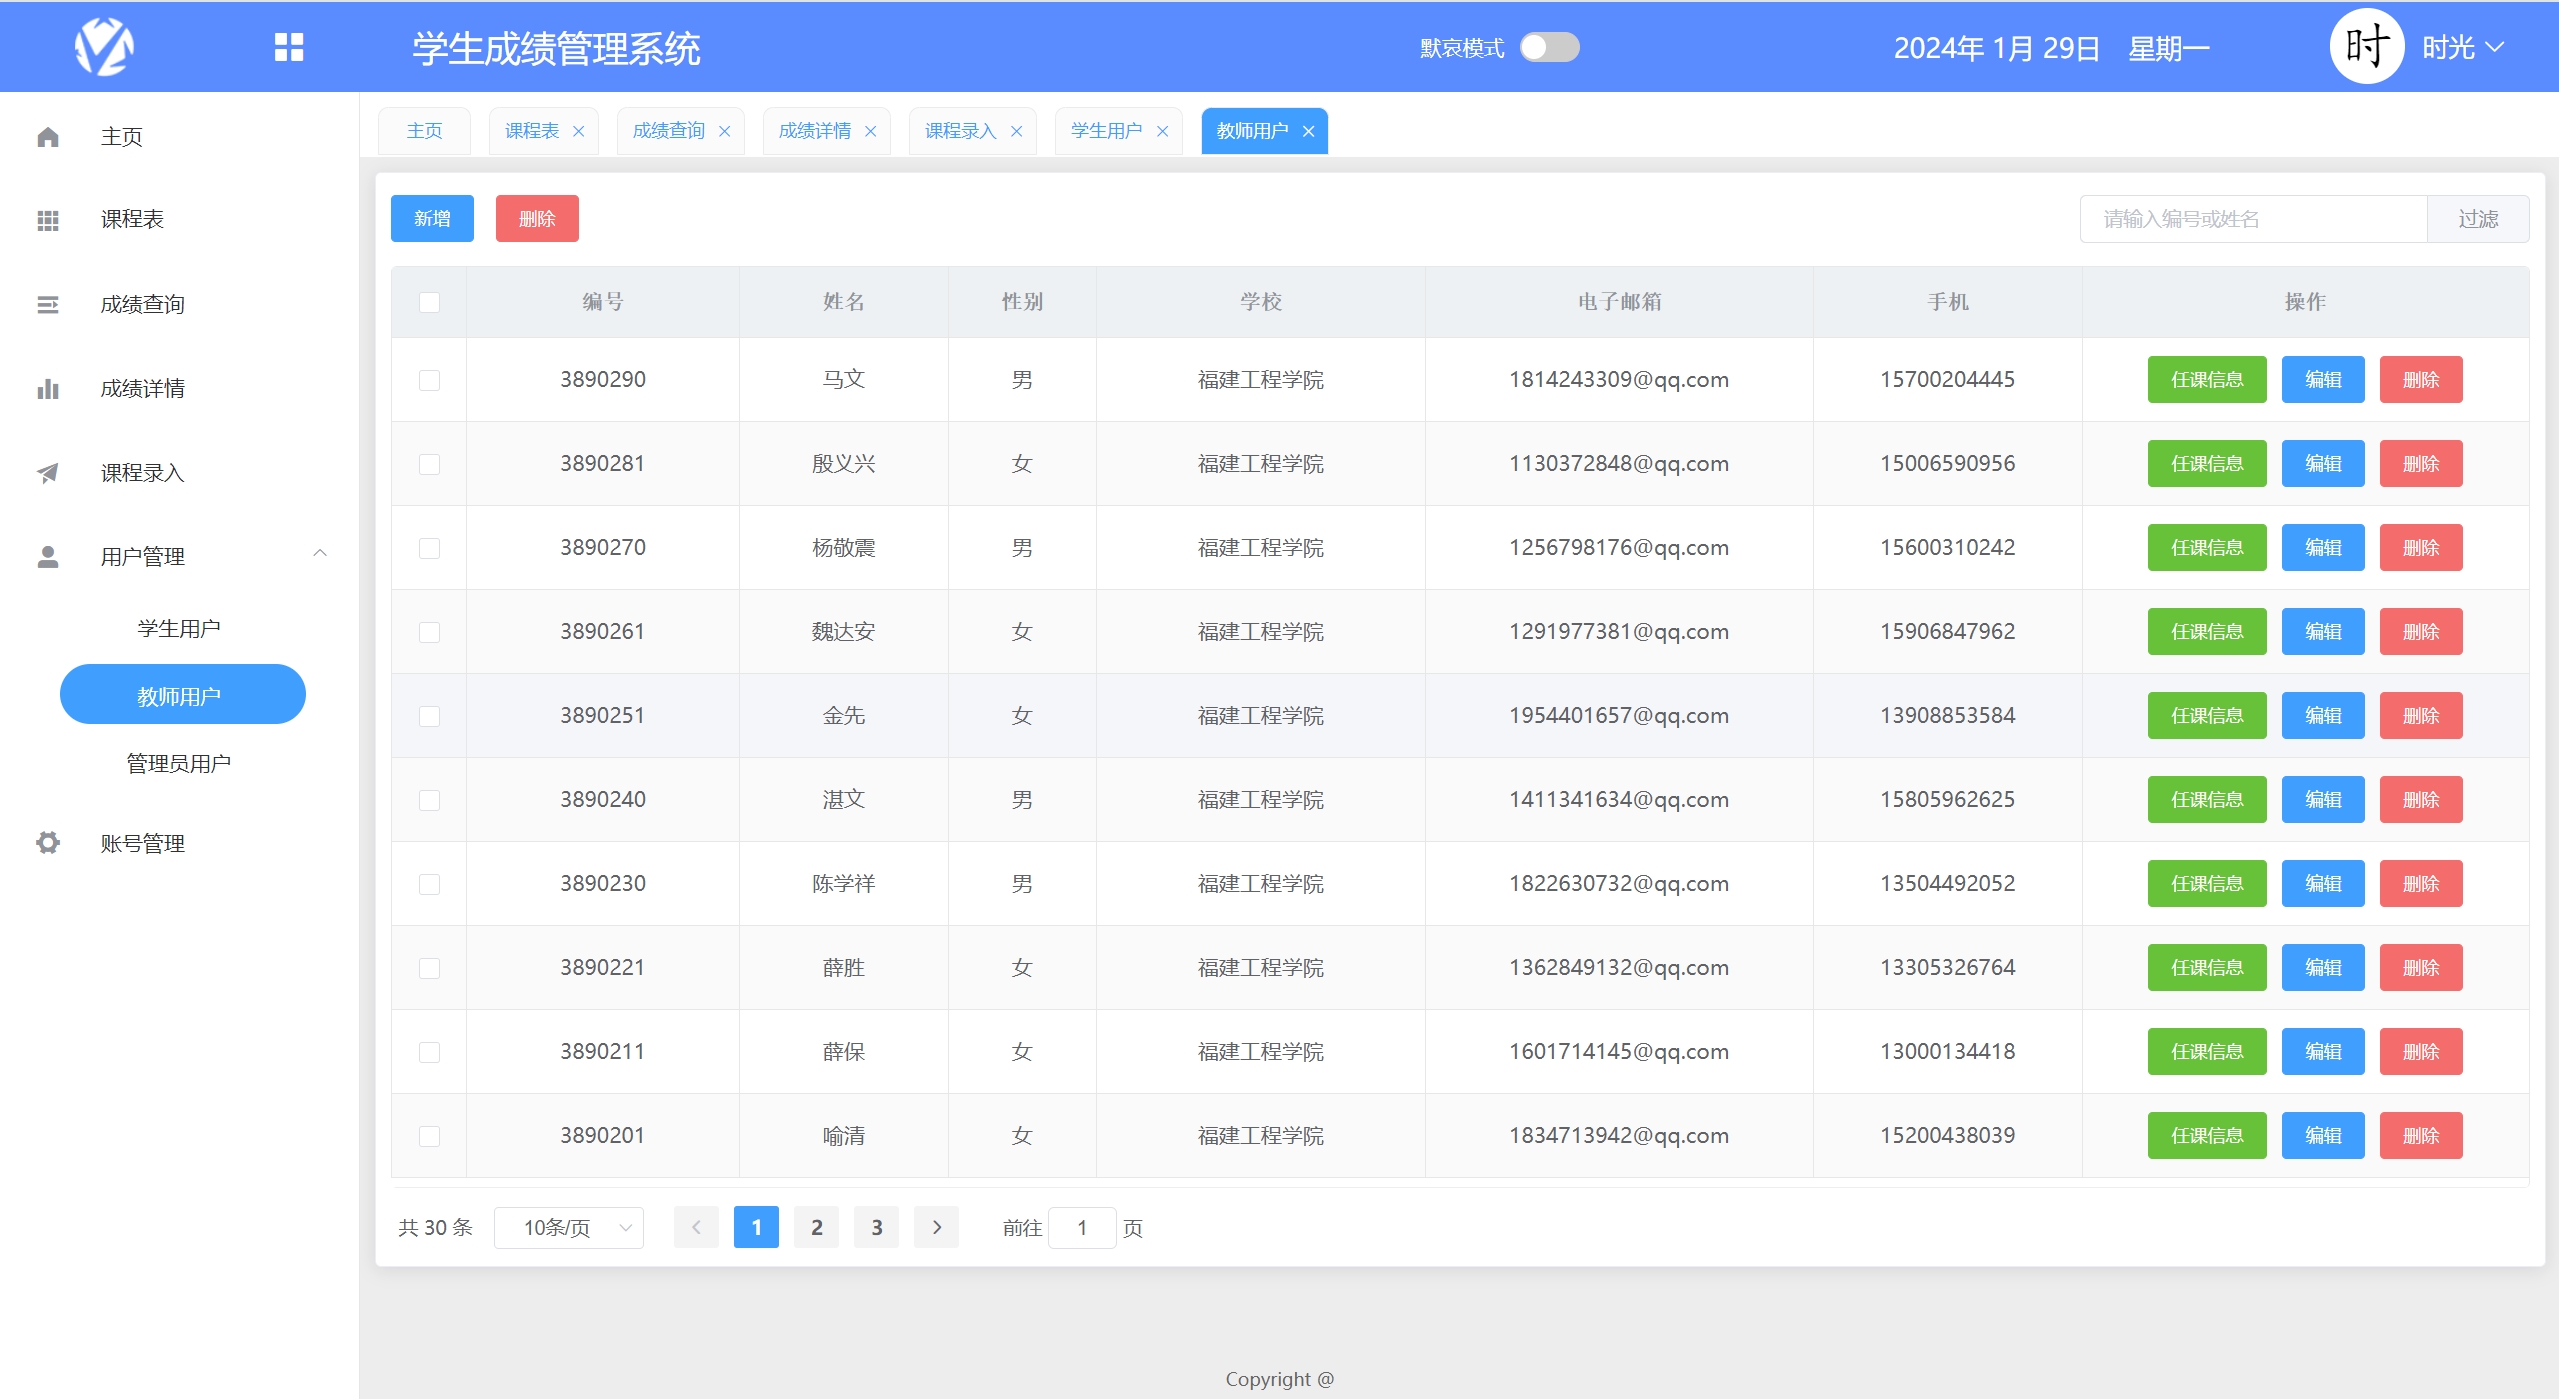 学生成绩管理系统 默哀模式 2024年 1月 29日 星期一 时 时光
主页
课程表
成绩查询
成绩详情
课程录入
用户管理
学生用户
教师用户
管理员用户
账号管理
主页 课程表 成绩查询 成绩详情 课程录入 学生用户 教师用户
新增 删除 请输入编号或姓名 过滤
编号 姓名 性别 学校 电子邮箱 手机 操作
3890290 马文 男 福建工程学院 1814243309@qq.com 15700204445 任课信息 编辑 删除
3890281 殷义兴 女 福建工程学院 1130372848@qq.com 15006590956 任课信息 编辑 删除
3890270 杨敬震 男 福建工程学院 1256798176@qq.com 15600310242 任课信息 编辑 删除
3890261 魏达安 女 福建工程学院 1291977381@qq.com 15906847962 任课信息 编辑 删除
3890251 金先 女 福建工程学院 1954401657@qq.com 13908853584 任课信息 编辑 删除
3890240 湛文 男 福建工程学院 1411341634@qq.com 15805962625 任课信息 编辑 删除
3890230 陈学祥 男 福建工程学院 1822630732@qq.com 13504492052 任课信息 编辑 删除
3890221 薛胜 女 福建工程学院 1362849132@qq.com 13305326764 任课信息 编辑 删除
3890211 薛保 女 福建工程学院 1601714145@qq.com 13000134418 任课信息 编辑 删除
3890201 喻清 女 福建工程学院 1834713942@qq.com 15200438039 任课信息 编辑 删除
共 30 条 10条/页 1 2 3 前往 1 页
Copyright @